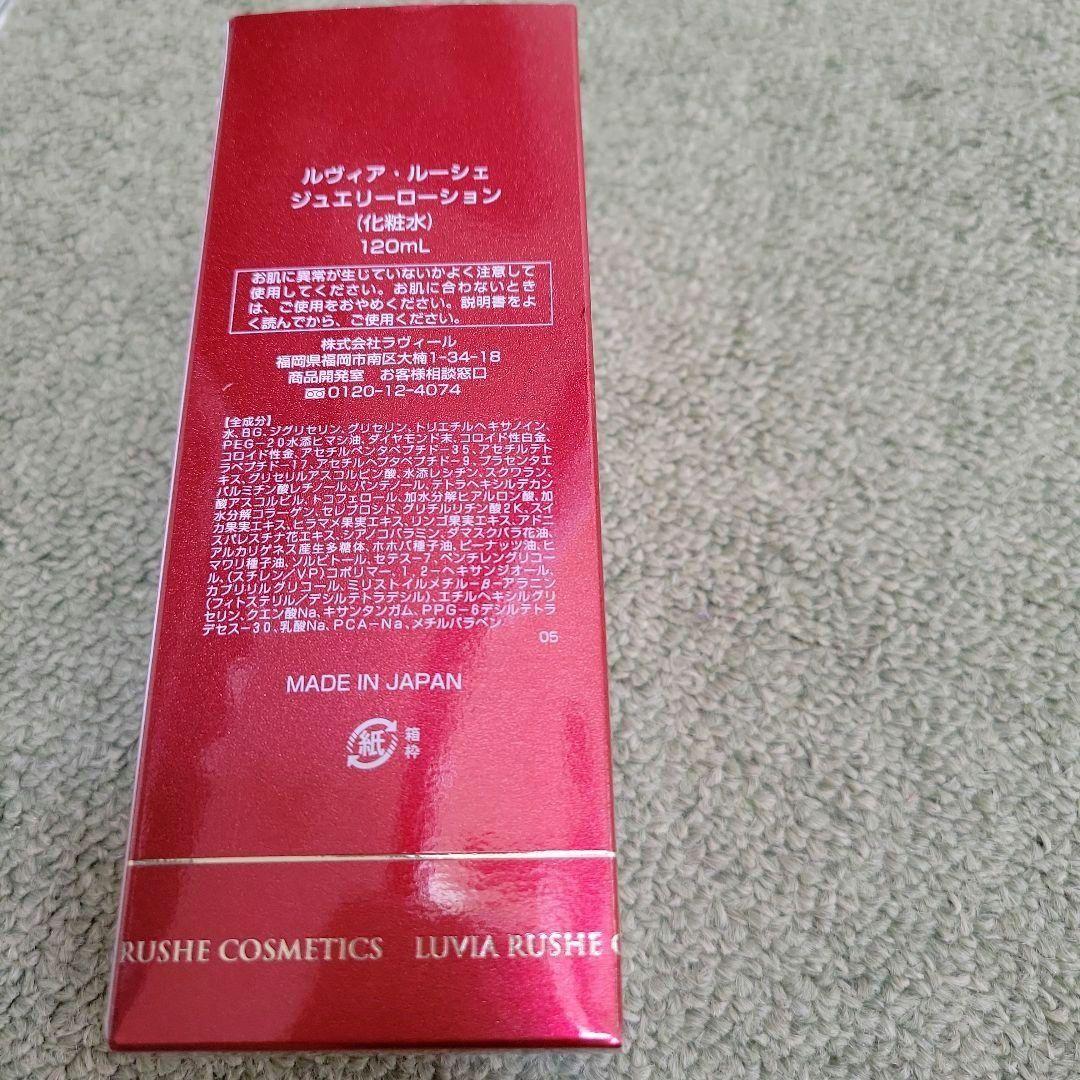 ルヴィア・ルーシェ
ジュエリーローション
(化粧水)
120mL
お肌に異常が生じていないかよく注意して
使用してください。お肌に合わないとき
は、ご使用をおやめください。説明書をよ
く読んでから、ご使用ください。
株式会社ラヴィール
福岡県福岡市南区大楠1-34-18
商品開発室　お客様相談窓口
0120-12-4074
【全成分】
水、BG、ジグリセリン、グリセリン、トリエチルヘキサノイン、
PEG-20水添ヒマシ油、ダイヤモンド末、コロイド性白金、
コロイド性金、アセチルペンタペプチド-35、アセチルテト
ラペプチド-17、アセチルヘプタペプチド-9、プラセンタエ
キス、グリセリルアスコルビン酸、水添レシチン、スクワラン、
パルミチン酸レチノール、パンテノール、テトラヘキシルデカン
酸アスコルビル、トコフェロール、加水分解ヒアルロン酸、加
水分解コラーゲン、セレブロシド、グリチルリチン酸2K、スイ
カ果実エキス、ヒラマメ果実エキス、リンゴ果実エキス、アドニ
スパレスチナ花エキス、シアノコバラミン、ダマスクバラ花油、
アルカリゲネス産生多糖体、ホホバ種子油、ピーナッツ油、ヒ
マワリ種子油、ソルビトール、セテス-7、ペンチレングリコー
ル、(スチレン/VP)コポリマー、1，2-ヘキサンジオール、
カプリリルグリコール、ミリストイルメチル-β-アラニン
(フィトステリル/デシルテトラデシル)、エチルヘキシルグリ
セリン、クエン酸Na、キサンタンガム、PPG-6デシルテトラ
デセス-30、乳酸Na、PCA-Na、メチルパラベン
05
MADE IN JAPAN
紙 箱
枠
RUSHE COSMETICS LUVIA RUSHE C